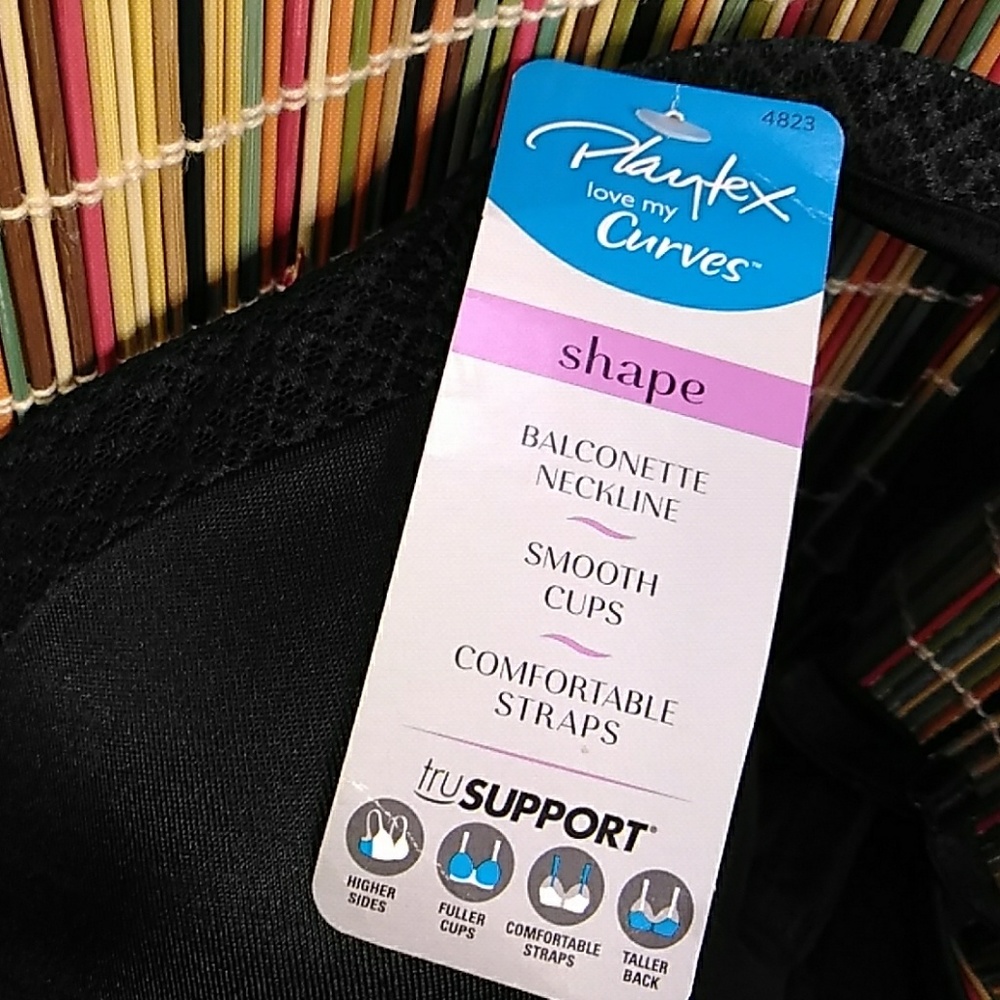 4823
Playtex
love my
Curves™
shape
BALCONETTE
NECKLINE
SMOOTH
CUPS
COMFORTABLE
STRAPS
truSUPPORT®
HIGHER
SIDES
FULLER
CUPS
COMFORTABLE
STRAPS
TALLER
BACK